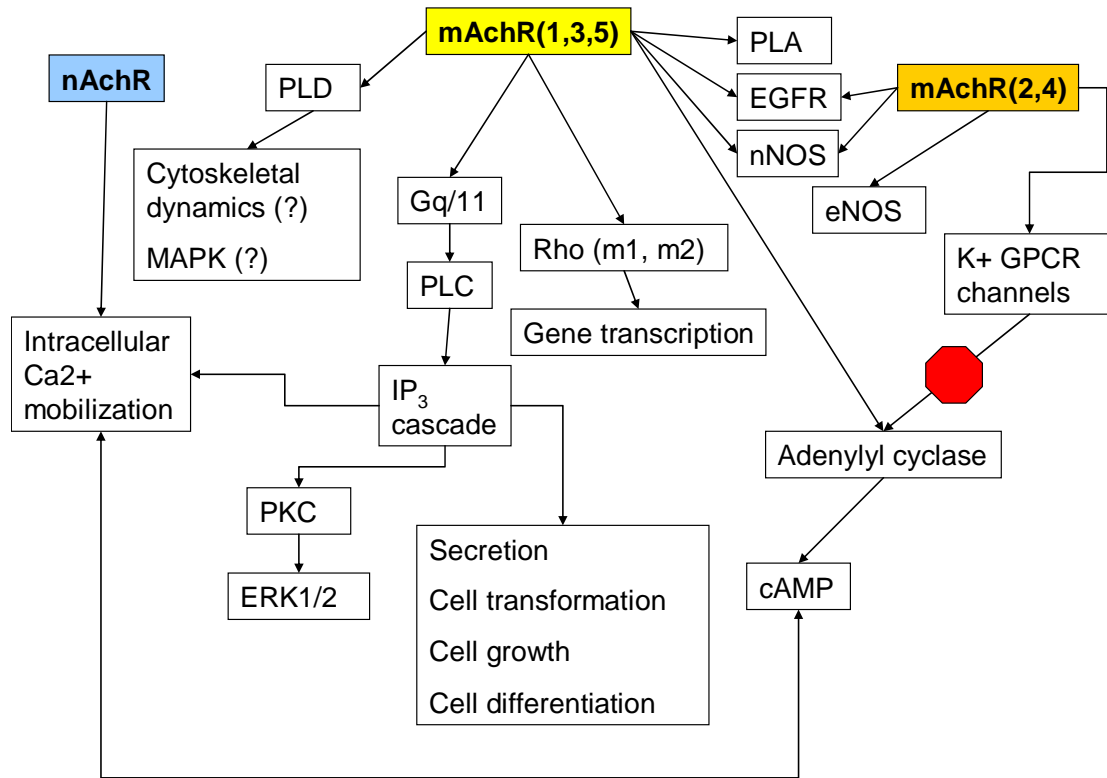 mAchR(1,3,5)
nAchR
PLD
PLA
EGFR
mAchR(2,4)
nNOS
eNOS
Cytoskeletal
dynamics (?)
MAPK (?)
Gq/11
Rho (m1, m2)
K+ GPCR
channels
PLC
Gene transcription
Intracellular
Ca2+
mobilization
IP3
cascade
Adenylyl cyclase
PKC
ERK1/2
Secretion
Cell transformation
Cell growth
Cell differentiation
cAMP